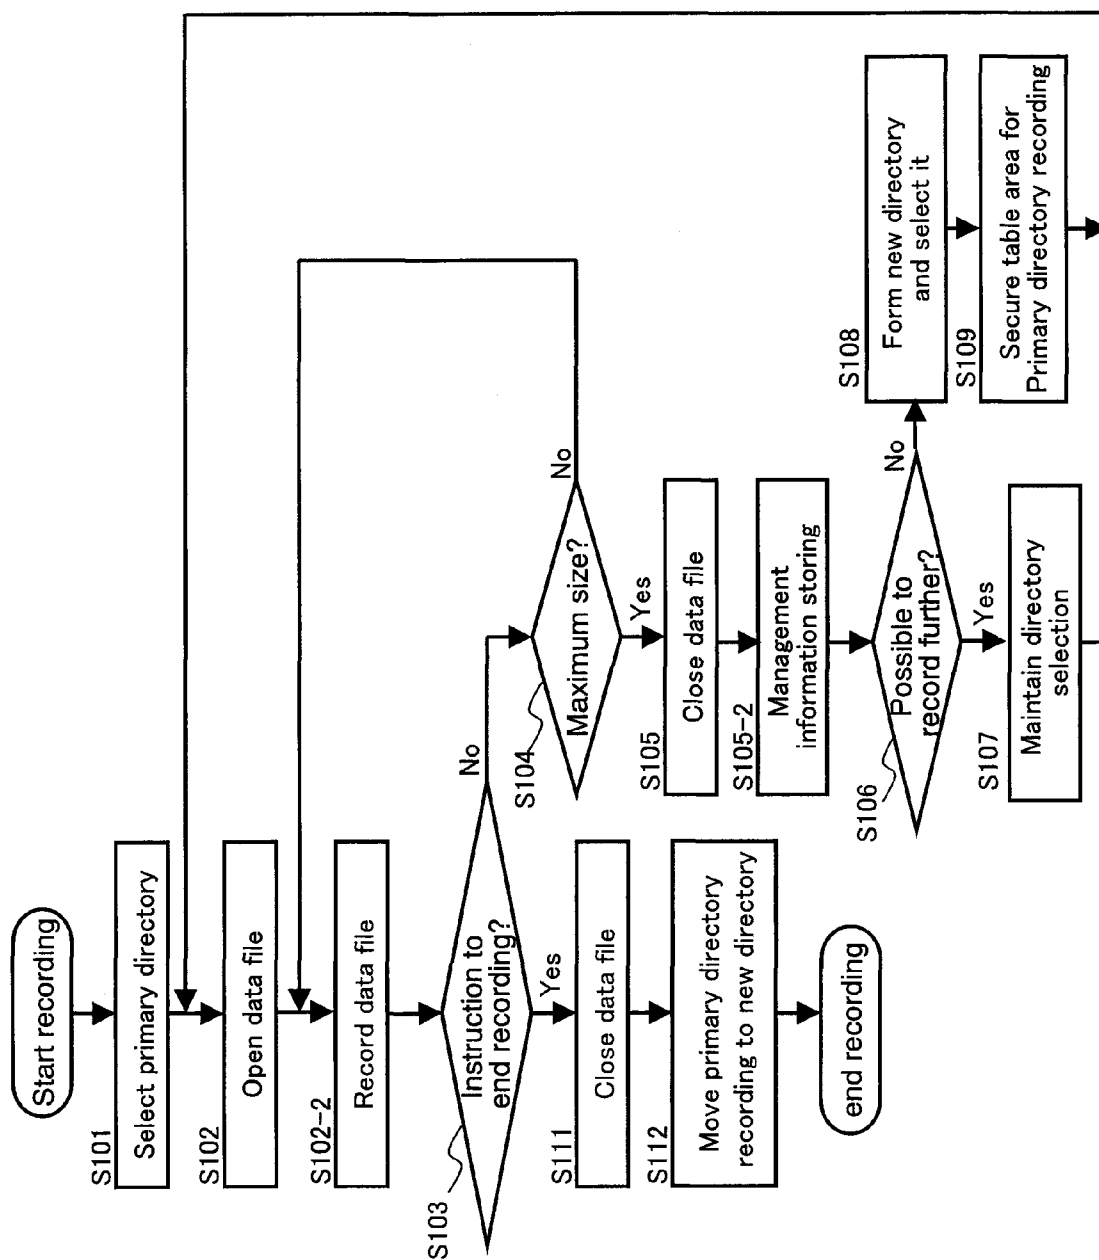 Start recording
S101
Select primary directory
S102
Open data file
S102-2
Record data file
S103
Instruction to
end recording?
No
Yes
S111
Close data file
S112
Move primary directory
recording to new directory
end recording
S104
Maximum size?
No
Yes
S105
Close data file
S105-2
Management
information storing
S106
Possible to
record further?
No
Yes
S107
Maintain directory
selection
S108
Form new directory
and select it
S109
Secure table area for
Primary directory recording